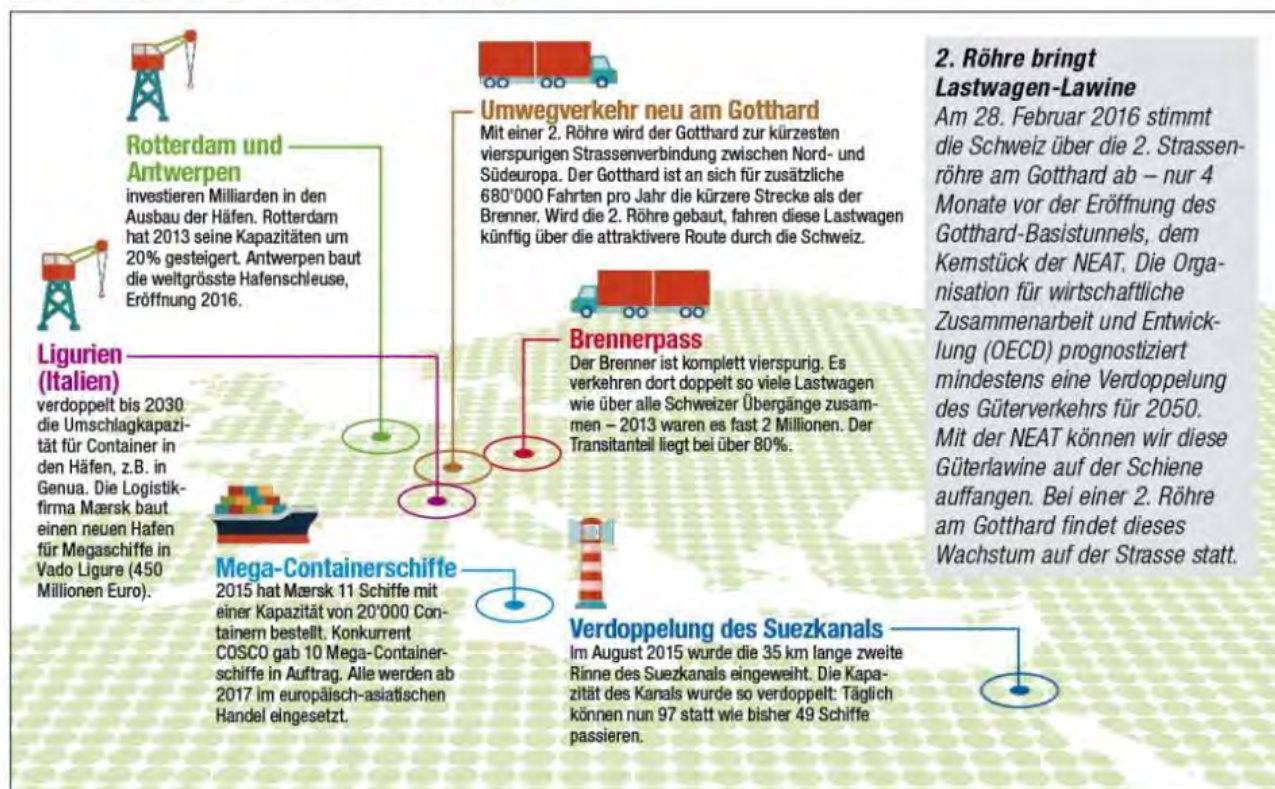 Rotterdam und
Antwerpen
investieren Milliarden in den
Ausbau der Häfen. Rotterdam
hat 2013 seine Kapazitäten um
20% gesteigert. Antwerpen baut
die weltgrösste Hafenschleuse,
Eröffnung 2016.
Umwegverkehr neu am Gotthard
Mit einer 2. Röhre wird der Gotthard zur kürzesten
vierspurigen Strassenverbindung zwischen Nord- und
Südeuropa. Der Gotthard ist an sich für zusätzliche
680'000 Fahrten pro Jahr die kürzere Strecke als der
Brenner. Wird die 2. Röhre gebaut, fahren diese Lastwagen
künftig über die attraktivere Route durch die Schweiz.
Ligurien
(Italien)
verdoppelt bis 2030
die Umschlagkapazi-
tät für Container in
den Häfen, z.B. in
Genua. Die Logistik-
firma Mærsk baut
einen neuen Hafen
für Megaschiffe in
Vado Ligure (450
Millionen Euro).
Brennerpass
Der Brenner ist komplett vierspurig. Es
verkehren dort doppelt so viele Lastwagen
wie über alle Schweizer Übergänge zusam-
men – 2013 waren es fast 2 Millionen. Der
Transitanteil liegt bei über 80%.
Mega-Containerschiffe
2015 hat Mærsk 11 Schiffe mit
einer Kapazität von 20'000 Con-
tainern bestellt. Konkurrent
COSCO gab 10 Mega-Container-
schiffe in Auftrag. Alle werden ab
2017 im europäisch-asiatischen
Handel eingesetzt.
Verdoppelung des Suezkanals
Im August 2015 wurde die 35 km lange zweite
Rinne des Suezkanals eingeweiht. Die Kapa-
zität des Kanals wurde so verdoppelt: Täglich
können nun 97 statt wie bisher 49 Schiffe
passieren.
2. Röhre bringt
Lastwagen-Lawine
Am 28. Februar 2016 stimmt
die Schweiz über die 2. Strassen-
röhre am Gotthard ab – nur 4
Monate vor der Eröffnung des
Gotthard-Basistunnels, dem
Kernstück der NEAT. Die Orga-
nisation für wirtschaftliche
Zusammenarbeit und Entwick-
lung (OECD) prognostiziert
mindestens eine Verdoppelung
des Güterverkehrs für 2050.
Mit der NEAT können wir diese
Güterlawine auf der Schiene
auffangen. Bei einer 2. Röhre
am Gotthard findet dieses
Wachstum auf der Strasse statt.